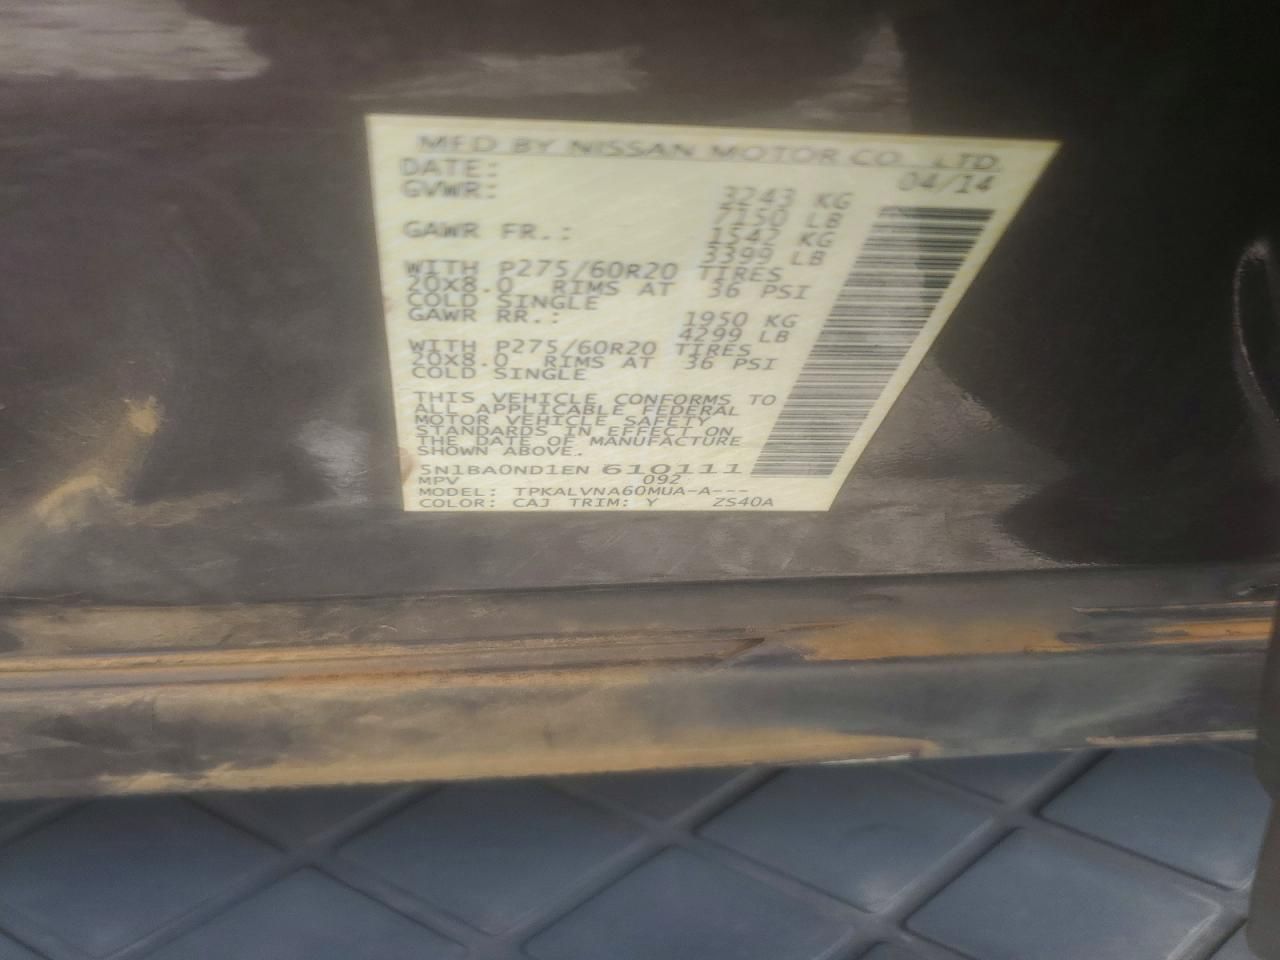 MFD BY NISSAN MOTOR CO., LTD.
DATE: 04/14
GVWR: 3243 KG
7150 LB
GAWR FR.: 1542 KG
3399 LB
WITH P275/60R20 TIRES
20X8.0 RIMS AT 36 PSI
COLD SINGLE
GAWR RR.: 1950 KG
4299 LB
WITH P275/60R20 TIRES
20X8.0 RIMS AT 36 PSI
COLD SINGLE
THIS VEHICLE CONFORMS TO
ALL APPLICABLE FEDERAL
MOTOR VEHICLE SAFETY
STANDARDS IN EFFECT ON
THE DATE OF MANUFACTURE
SHOWN ABOVE.
5N1BA0ND1EN 610111
MPV 092
MODEL: TPKALVNA60MUA-A---
COLOR: CAJ TRIM: Y ZS40A